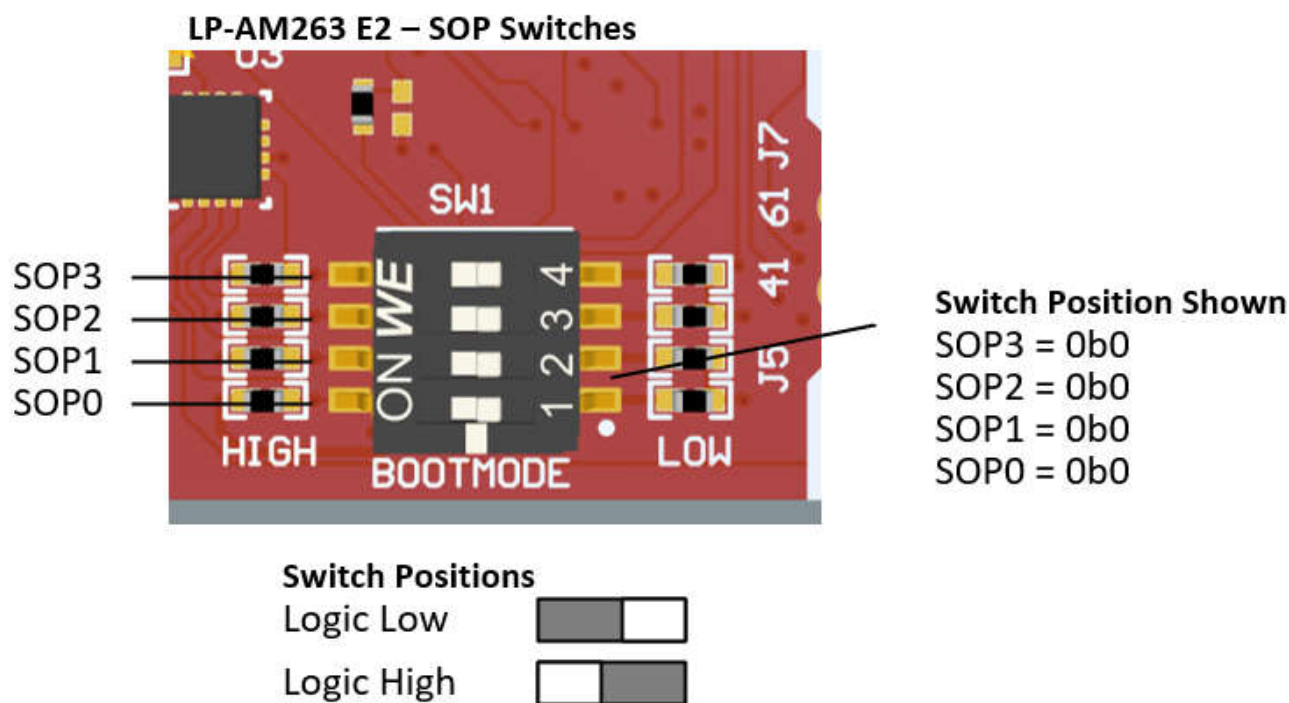 LP-AM263 E2 – SOP Switches
U3
J7
61
41
J5
SW1
SOP3
SOP2
SOP1
SOP0
WE
ON
4
3
2
1
HIGH
BOOTMODE
LOW
Switch Position Shown
SOP3 = 0b0
SOP2 = 0b0
SOP1 = 0b0
SOP0 = 0b0
Switch Positions
Logic Low
Logic High